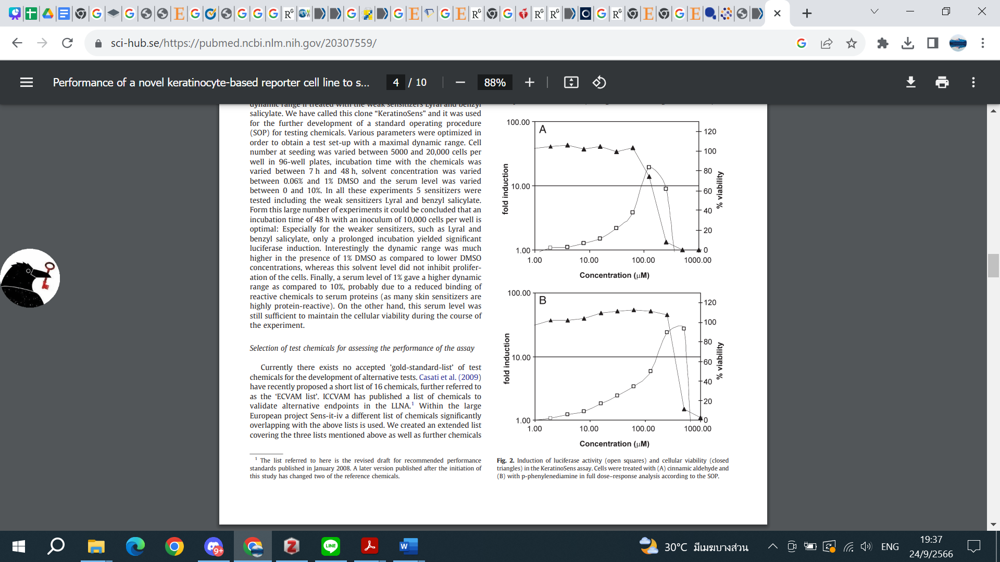 sci-hub.se/https://pubmed.ncbi.nlm.nih.gov/20307559/
Performance of a novel keratinocyte-based reporter cell line to s...
4 / 10
88%
dynamic range if treated with the weak sensitizers Lyral and benzyl
salicylate. We have called this clone “KeratinoSens” and it was used
for the further development of a standard operating procedure
(SOP) for testing chemicals. Various parameters were optimized in
order to obtain a test set-up with a maximal dynamic range. Cell
number at seeding was varied between 5000 and 20,000 cells per
well in 96-well plates, incubation time with the chemicals was
varied between 7 h and 48 h, solvent concentration was varied
between 0.06% and 1% DMSO and the serum level was varied
between 0 and 10%. In all these experiments 5 sensitizers were
tested including the weak sensitizers Lyral and benzyl salicylate.
Form this large number of experiments it could be concluded that an
incubation time of 48 h with an inoculum of 10,000 cells per well is
optimal: Especially for the weaker sensitizers, such as Lyral and
benzyl salicylate, only a prolonged incubation yielded significant
luciferase induction. Interestingly the dynamic range was much
higher in the presence of 1% DMSO as compared to lower DMSO
concentrations, whereas this solvent level did not inhibit prolifer-
ation of the cells. Finally, a serum level of 1% gave a higher dynamic
range as compared to 10%, probably due to a reduced binding of
reactive chemicals to serum proteins (as many skin sensitizers are
highly protein-reactive). On the other hand, this serum level was
still sufficient to maintain the cellular viability during the course of
the experiment.
Selection of test chemicals for assessing the performance of the assay
Currently there exists no accepted 'gold-standard-list' of test
chemicals for the development of alternative tests. Casati et al. (2009)
have recently proposed a short list of 16 chemicals, further referred to
as the ‘ECVAM list’. ICCVAM has published a list of chemicals to
validate alternative endpoints in the LLNA.1 Within the large
European project Sens-it-iv a different list of chemicals significantly
overlapping with the above lists is used. We created an extended list
covering the three lists mentioned above as well as further chemicals
1 The list referred to here is the revised draft for recommended performance
standards published in January 2008. A later version published after the initiation of
this study has changed two of the reference chemicals.
A
100.00
10.00
1.00
fold induction
120
100
80
60
40
20
0
% viability
1.00 10.00 100.00 1000.00
Concentration (µM)
B
100.00
10.00
1.00
fold induction
120
100
80
60
40
20
0
% viability
1.00 10.00 100.00 1000.00
Concentration (µM)
Fig. 2. Induction of luciferase activity (open squares) and cellular viability (closed
triangles) in the KeratinoSens assay. Cells were treated with (A) cinnamic aldehyde and
(B) with p-phenylenediamine in full dose–response analysis according to the SOP.
9+
LINE
30°C มีเมฆบางส่วน
ENG
19:37
24/9/2566